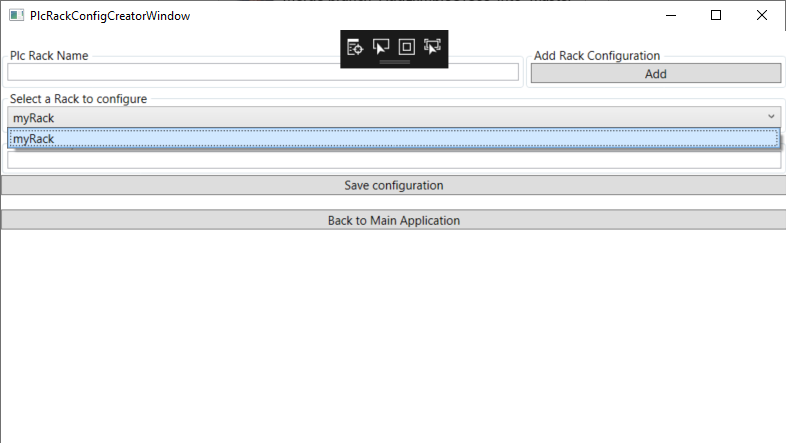 PlcRackConfigCreatorWindow
Plc Rack Name
Add Rack Configuration
Add
Select a Rack to configure
myRack
myRack
Save configuration
Back to Main Application